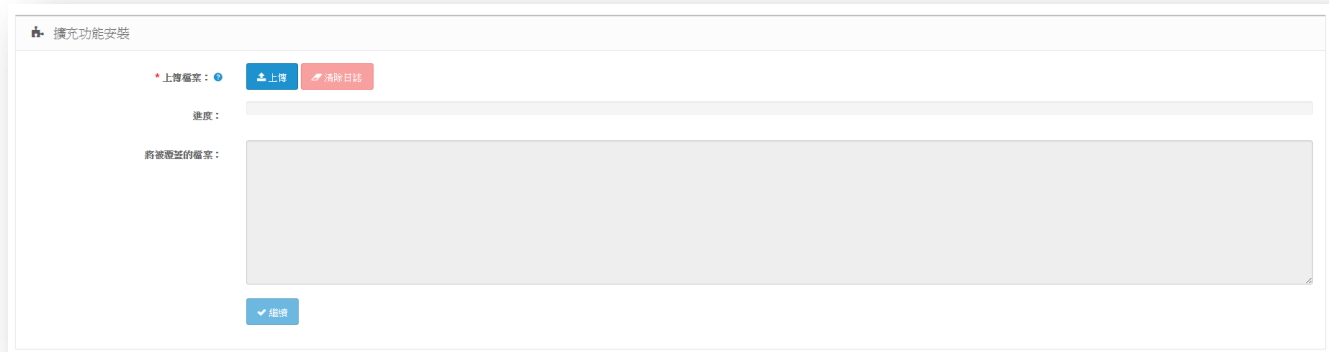 擴充功能安裝
* 上傳檔案：
上傳 清除日誌
進度：
將被覆蓋的檔案：
繼續